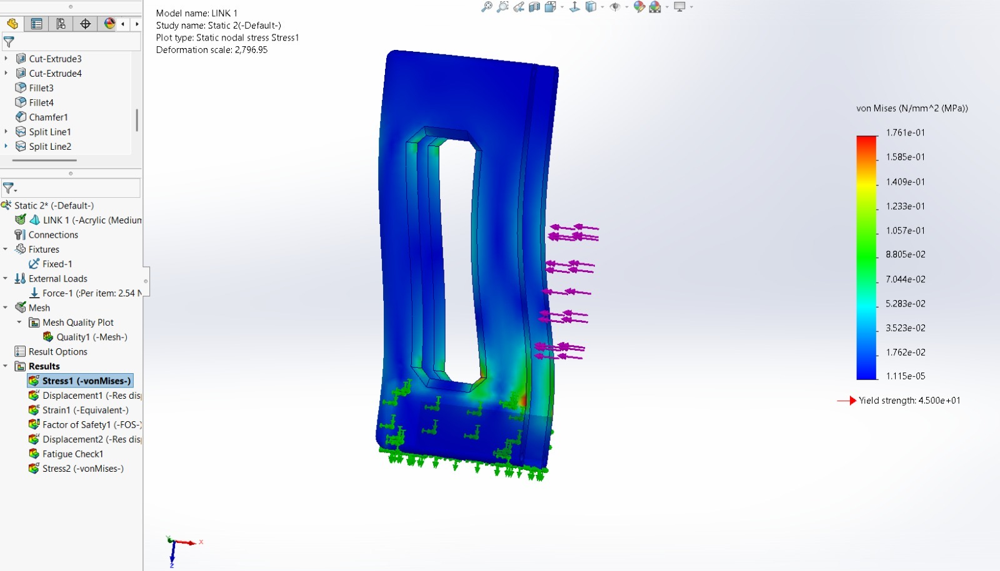 Model name: LINK 1
Study name: Static 2(-Default-)
Plot type: Static nodal stress Stress1
Deformation scale: 2,796.95
Cut-Extrude3
Cut-Extrude4
Fillet3
Fillet4
Chamfer1
Split Line1
Split Line2
Static 2* (-Default-)
LINK 1 (-Acrylic (Medium
Connections
Fixtures
Fixed-1
External Loads
Force-1 (:Per item: 2.54 N
Mesh
Mesh Quality Plot
Quality1 (-Mesh-)
Result Options
Results
Stress1 (-vonMises-)
Displacement1 (-Res dis
Strain1 (-Equivalent-)
Factor of Safety1 (-FOS-)
Displacement2 (-Res dis
Fatigue Check1
Stress2 (-vonMises-)
von Mises (N/mm^2 (MPa))
1.761e-01
1.585e-01
1.409e-01
1.233e-01
1.057e-01
8.805e-02
7.044e-02
5.283e-02
3.523e-02
1.762e-02
1.115e-05
Yield strength: 4.500e+01
Y
X
Z